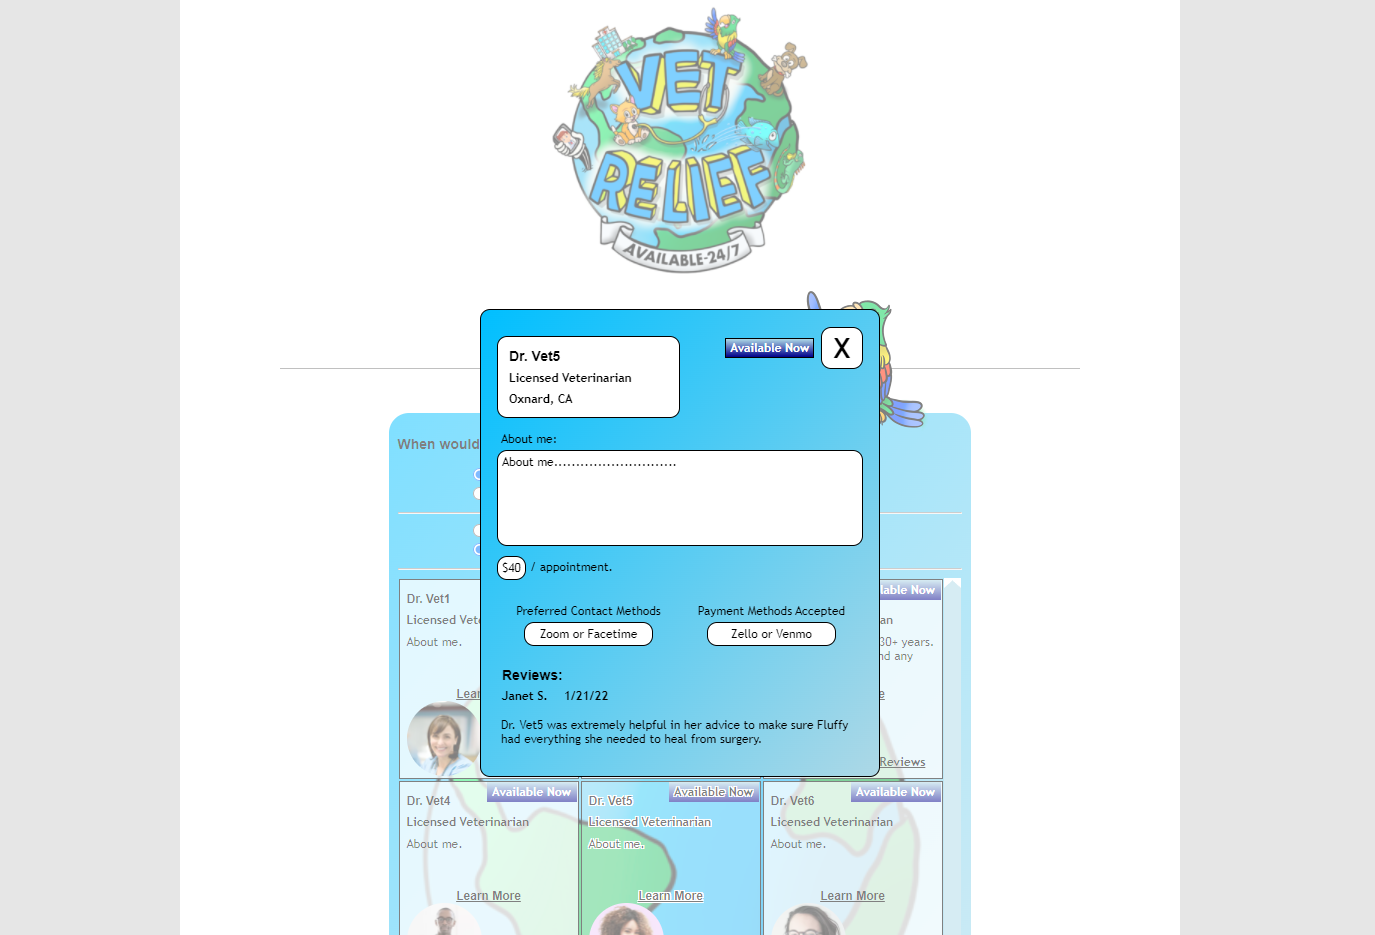 VET
RELIEF
AVAILABLE-24/7
Dr. Vet5
Licensed Veterinarian
Oxnard, CA
Available Now
X
About me:
About me............................
$40 / appointment.
Preferred Contact Methods
Zoom or Facetime
Payment Methods Accepted
Zello or Venmo
Reviews:
Janet S. 1/21/22
Dr. Vet5 was extremely helpful in her advice to make sure Fluffy
had everything she needed to heal from surgery.
When would
Dr. Vet1
Licensed Vete
About me.
Lear
lable Now
an
30+ years.
nd any
e
Reviews
Available Now
Dr. Vet4
Licensed Veterinarian
About me.
Learn More
Available Now
Dr. Vet5
Licensed Veterinarian
About me.
Learn More
Available Now
Dr. Vet6
Licensed Veterinarian
About me.
Learn More